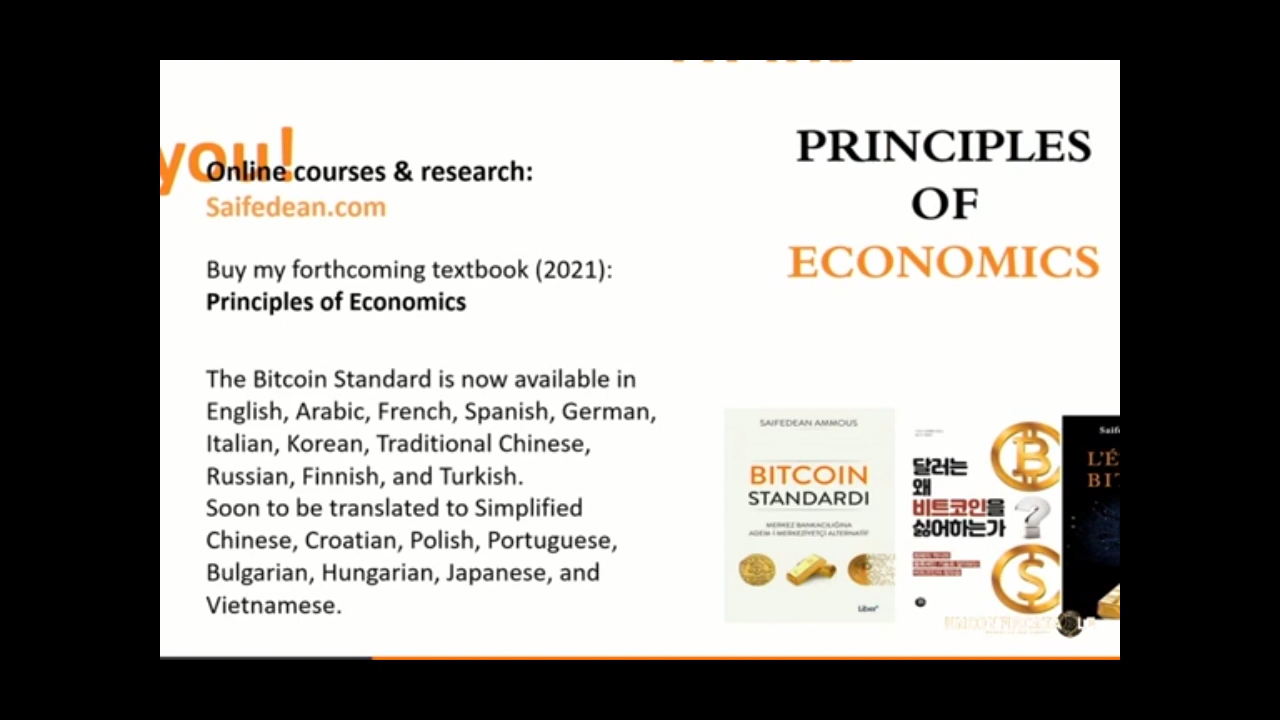 you!
Online courses & research:
Saifedean.com
Buy my forthcoming textbook (2021):
Principles of Economics
The Bitcoin Standard is now available in
English, Arabic, French, Spanish, German,
Italian, Korean, Traditional Chinese,
Russian, Finnish, and Turkish.
Soon to be translated to Simplified
Chinese, Croatian, Polish, Portuguese,
Bulgarian, Hungarian, Japanese, and
Vietnamese.
PRINCIPLES
OF
ECONOMICS
SAIFEDEAN AMMOUS
BITCOIN
STANDARDI
MERKEZ BANKACILIĞINA
ADEM-İ MERKEZİYETÇİ ALTERNATİF
Liber
달러는
왜
비트코인을
싫어하는가
Saife
L'É
BIT